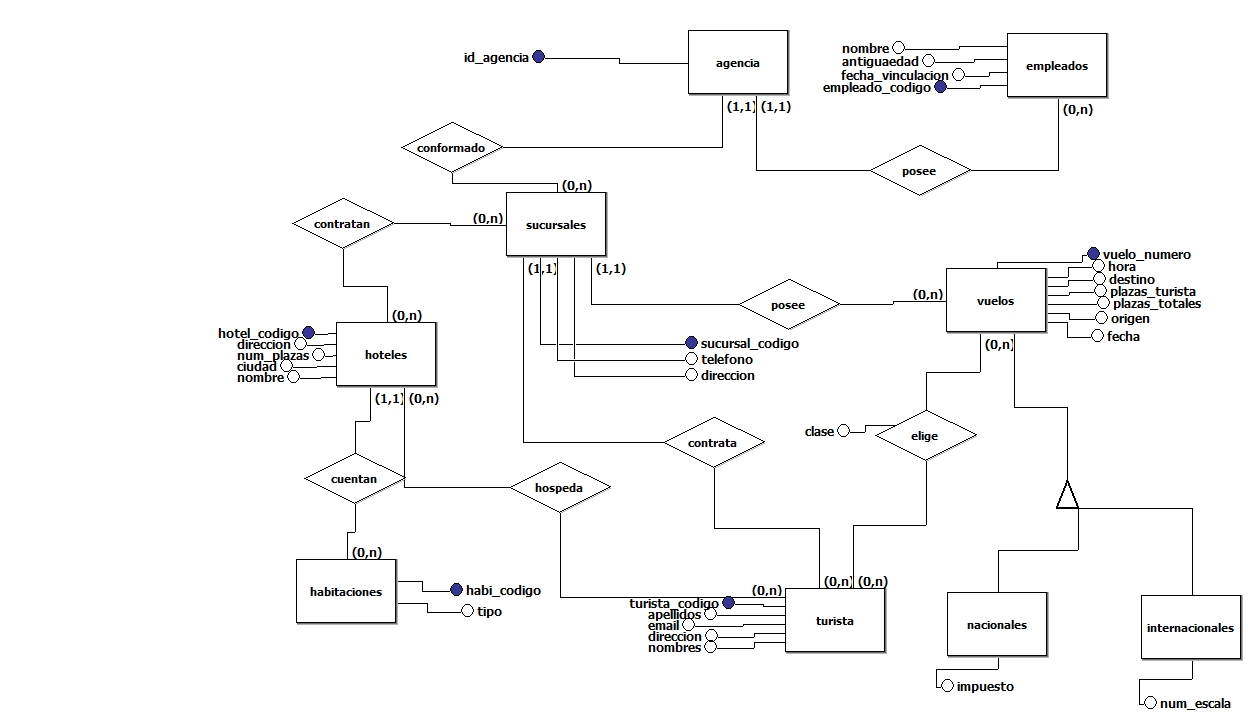 id_agencia
agencia
nombre
antiguaedad
fecha_vinculacion
empleado_codigo
empleados
(1,1)
(1,1)
(0,n)
conformado
posee
(0,n)
contratan
(0,n)
sucursales
(1,1)
(1,1)
posee
(0,n)
vuelos
vuelo_numero
hora
destino
plazas_turista
plazas_totales
origen
fecha
(0,n)
(0,n)
hotel_codigo
direccion
num_plazas
ciudad
nombre
hoteles
sucursal_codigo
telefono
direccion
(1,1)
(0,n)
clase
elige
contrata
cuentan
hospeda
(0,n)
habitaciones
habi_codigo
tipo
(0,n)
(0,n)
(0,n)
turista_codigo
apellidos
email
direccion
nombres
turista
nacionales
internacionales
impuesto
num_escala